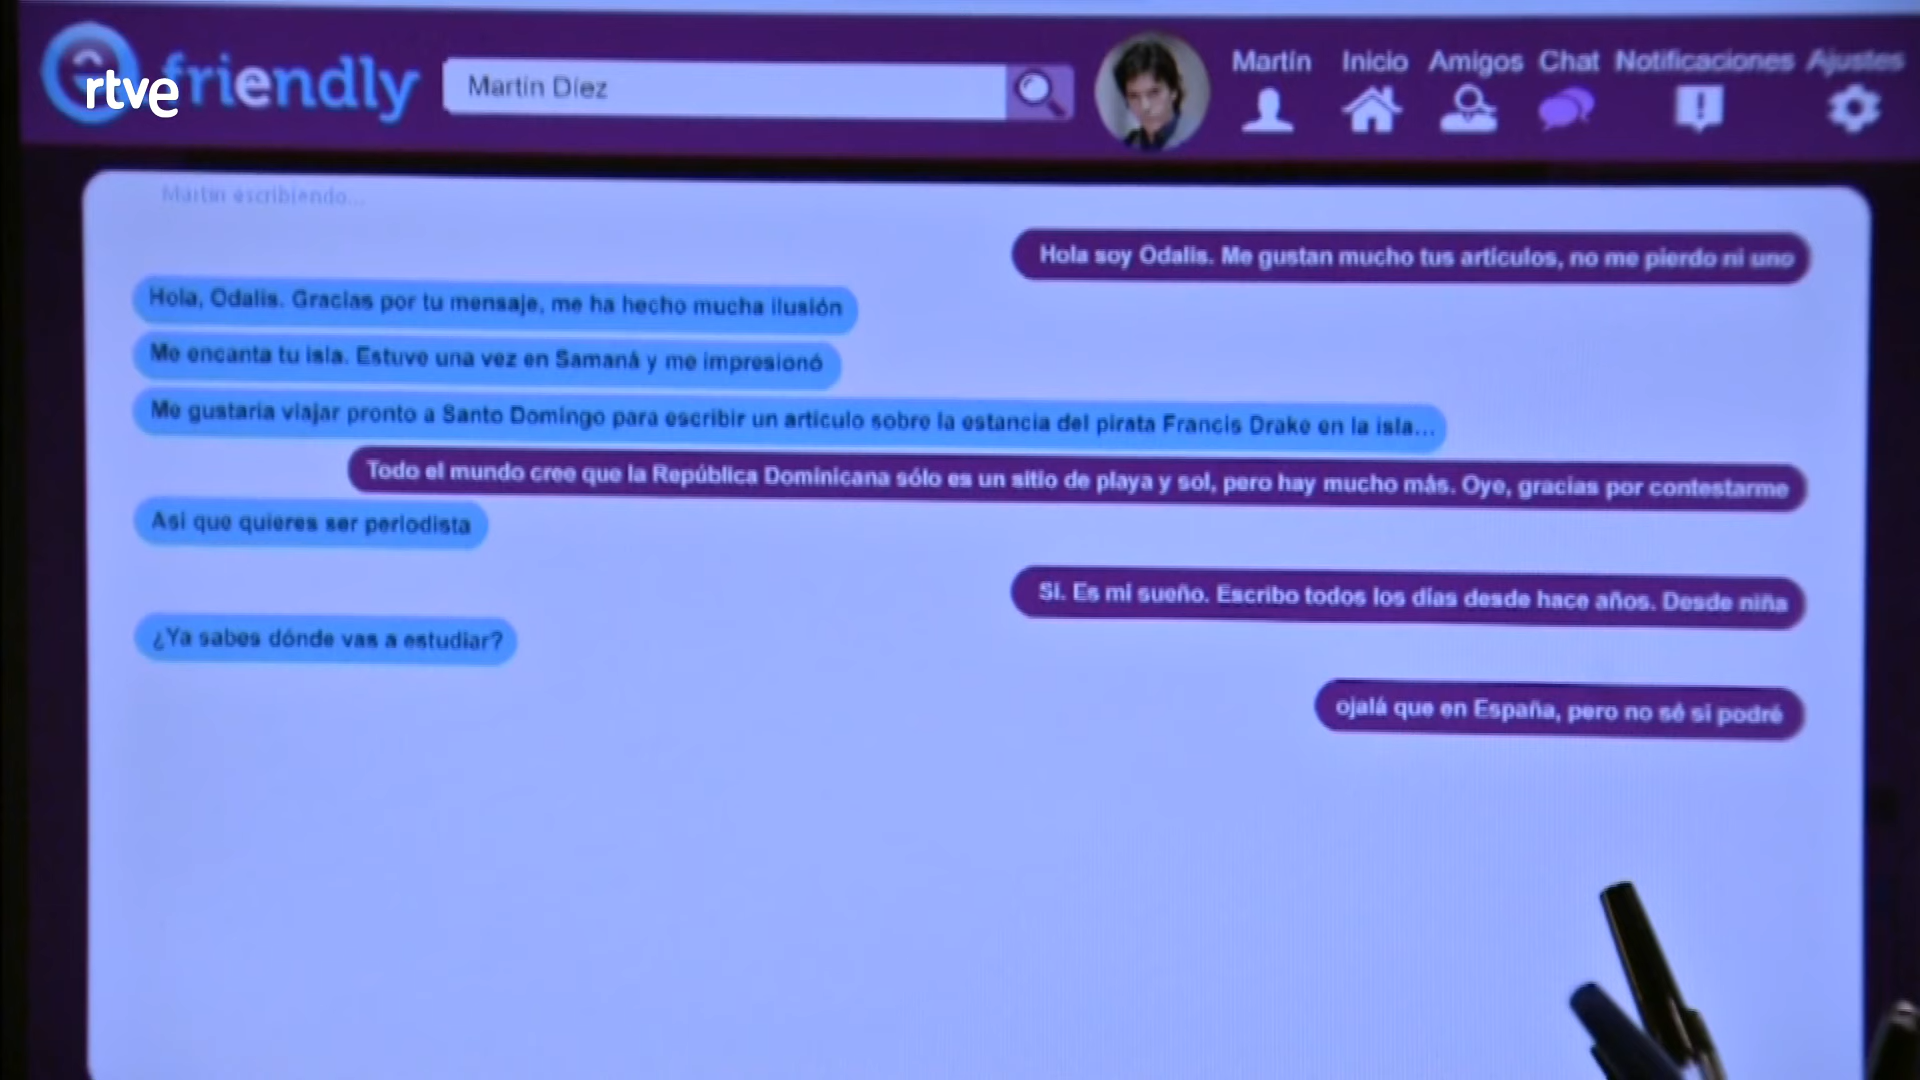 friendly
rtve
Martín Díez
Martín
Inicio
Amigos
Chat
Notificaciones
Ajustes
Martín escribiendo...
Hola soy Odalis. Me gustan mucho tus artículos, no me pierdo ni uno
Hola, Odalis. Gracias por tu mensaje, me ha hecho mucha ilusión
Me encanta tu isla. Estuve una vez en Samaná y me impresionó
Me gustaría viajar pronto a Santo Domingo para escribir un artículo sobre la estancia del pirata Francis Drake en la isla...
Todo el mundo cree que la República Dominicana sólo es un sitio de playa y sol, pero hay mucho más. Oye, gracias por contestarme
Así que quieres ser periodista
Sí. Es mi sueño. Escribo todos los días desde hace años. Desde niña
¿Ya sabes dónde vas a estudiar?
ojalá que en España, pero no sé si podré